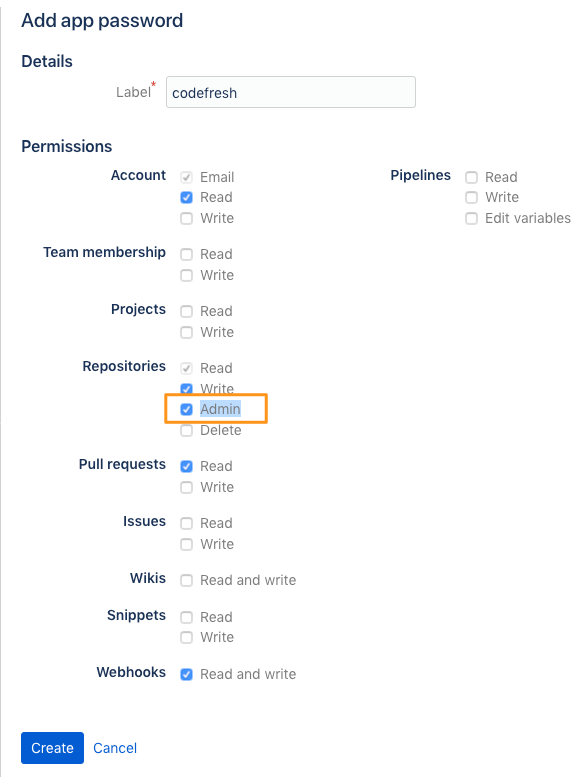 Add app password
Details
Label*
codefresh
Permissions
Account
Email
Read
Write
Pipelines
Read
Write
Edit variables
Team membership
Read
Write
Projects
Read
Write
Repositories
Read
Write
Admin
Delete
Pull requests
Read
Write
Issues
Read
Write
Wikis
Read and write
Snippets
Read
Write
Webhooks
Read and write
Create Cancel